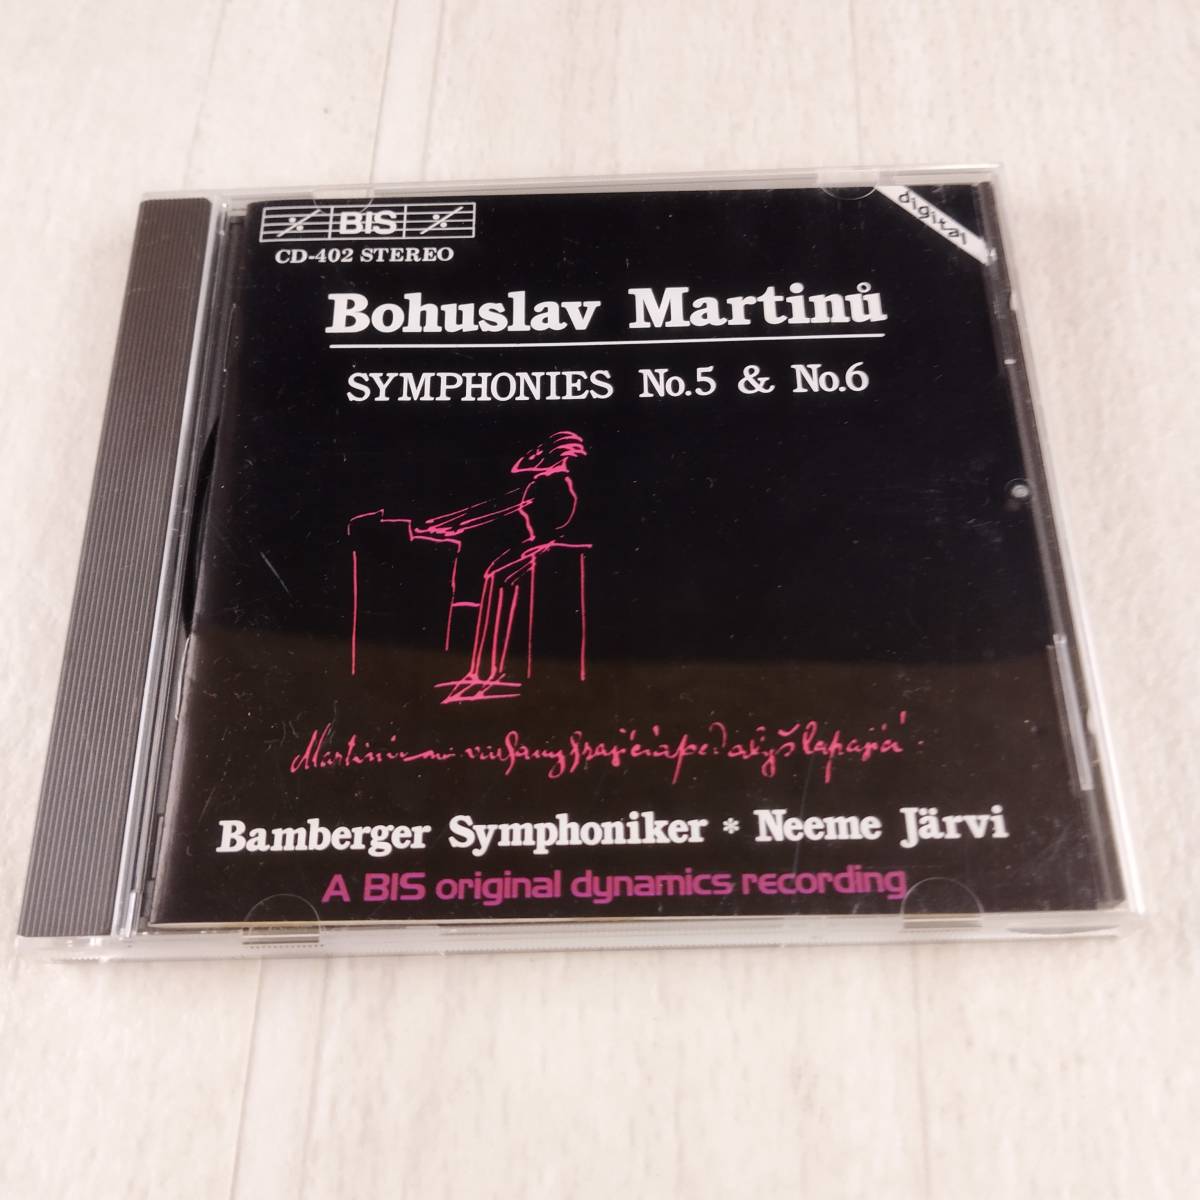 BIS
digital
CD-402 STEREO
Bohuslav Martinů
SYMPHONIES No.5 & No.6
Bamberger Symphoniker * Neeme Järvi
A BIS original dynamics recording